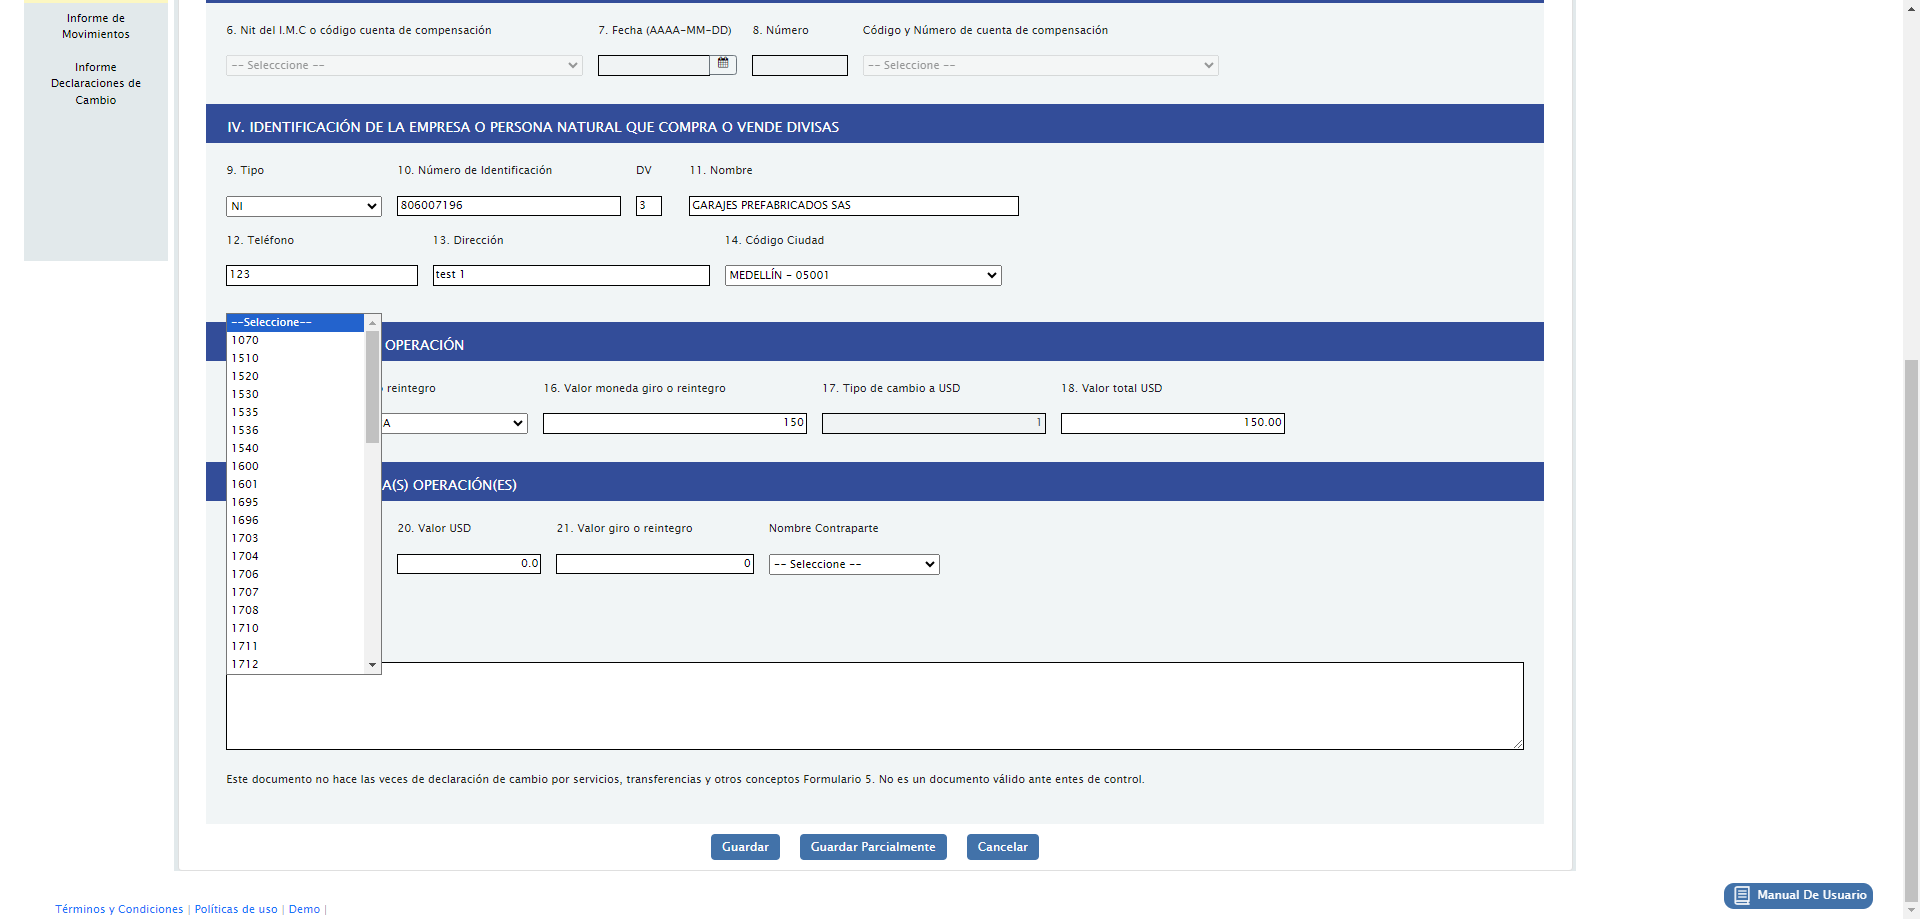 Informe de
Movimientos
Informe
Declaraciones de
Cambio
6. Nit del I.M.C o código cuenta de compensación
7. Fecha (AAAA-MM-DD)
8. Número
Código y Número de cuenta de compensación
-- Selecccione --
-- Seleccione --
IV. IDENTIFICACIÓN DE LA EMPRESA O PERSONA NATURAL QUE COMPRA O VENDE DIVISAS
9. Tipo
10. Número de Identificación
DV
11. Nombre
NI
806007196
3
GARAJES PREFABRICADOS SAS
12. Teléfono
13. Dirección
14. Código Ciudad
123
test 1
MEDELLÍN - 05001
--Seleccione--
1070
1510
1520
1530
1535
1536
1540
1600
1601
1695
1696
1703
1704
1706
1707
1708
1710
1711
1712
OPERACIÓN
reintegro
16. Valor moneda giro o reintegro
17. Tipo de cambio a USD
18. Valor total USD
A
150
1
150.00
A(S) OPERACIÓN(ES)
20. Valor USD
21. Valor giro o reintegro
Nombre Contraparte
0.0
0
-- Seleccione --
Este documento no hace las veces de declaración de cambio por servicios, transferencias y otros conceptos Formulario 5. No es un documento válido ante entes de control.
Guardar
Guardar Parcialmente
Cancelar
Manual De Usuario
Términos y Condiciones | Políticas de uso | Demo |